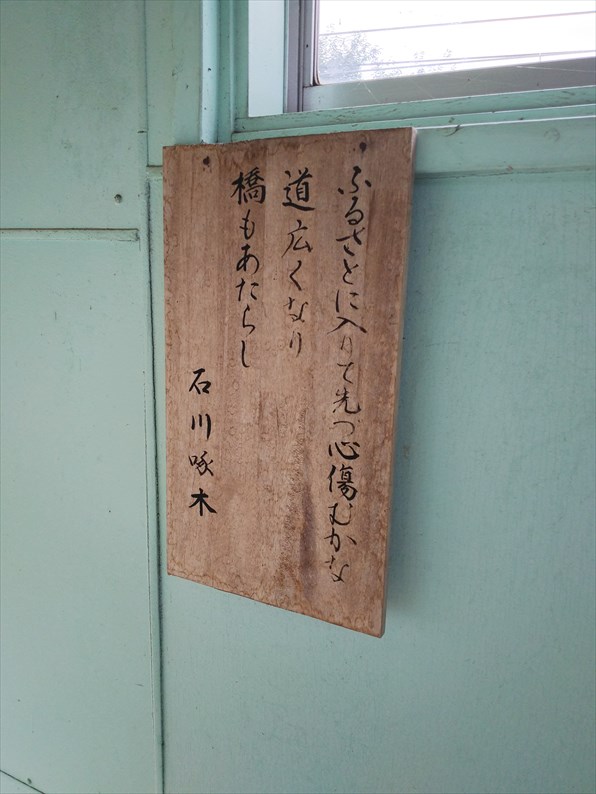 ふるさとに入りて先づ心傷むかな
道広くなり
橋もあたらし
石川啄木